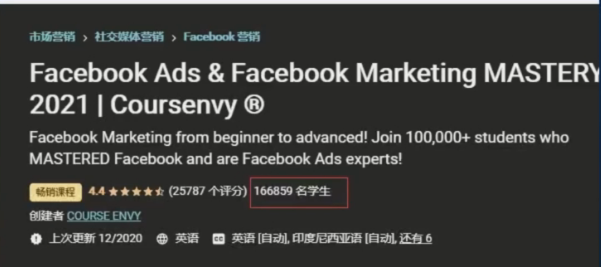 市场营销 › 社交媒体营销 › Facebook 营销
Facebook Ads & Facebook Marketing MASTERY
2021 | Coursenvy ®
Facebook Marketing from beginner to advanced! Join 100,000+ students who
MASTERED Facebook and are Facebook Ads experts!
畅销课程 4.4 ★★★★⯪ (25787 个评分) 166859 名学生
创建者 COURSE ENVY
上次更新 12/2020 英语 CC 英语 [自动], 印度尼西亚语 [自动], 还有 6